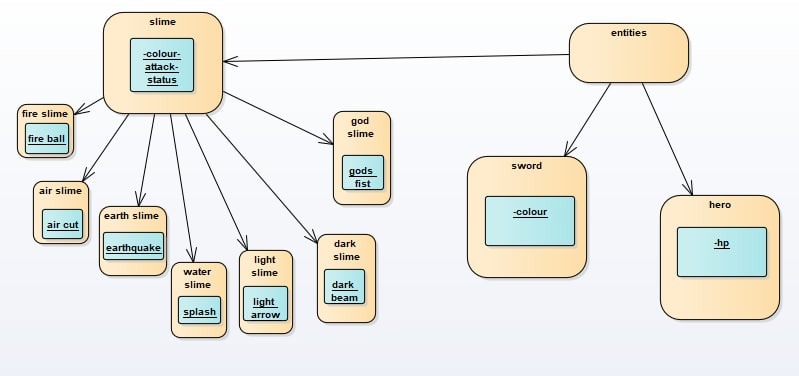 slime
-colour-
attack-
status
entities
fire slime
fire ball
god
slime
gods
fist
sword
-colour
air slime
air cut
earth slime
earthquake
hero
-hp
dark
slime
dark
beam
light
slime
light
arrow
water
slime
splash